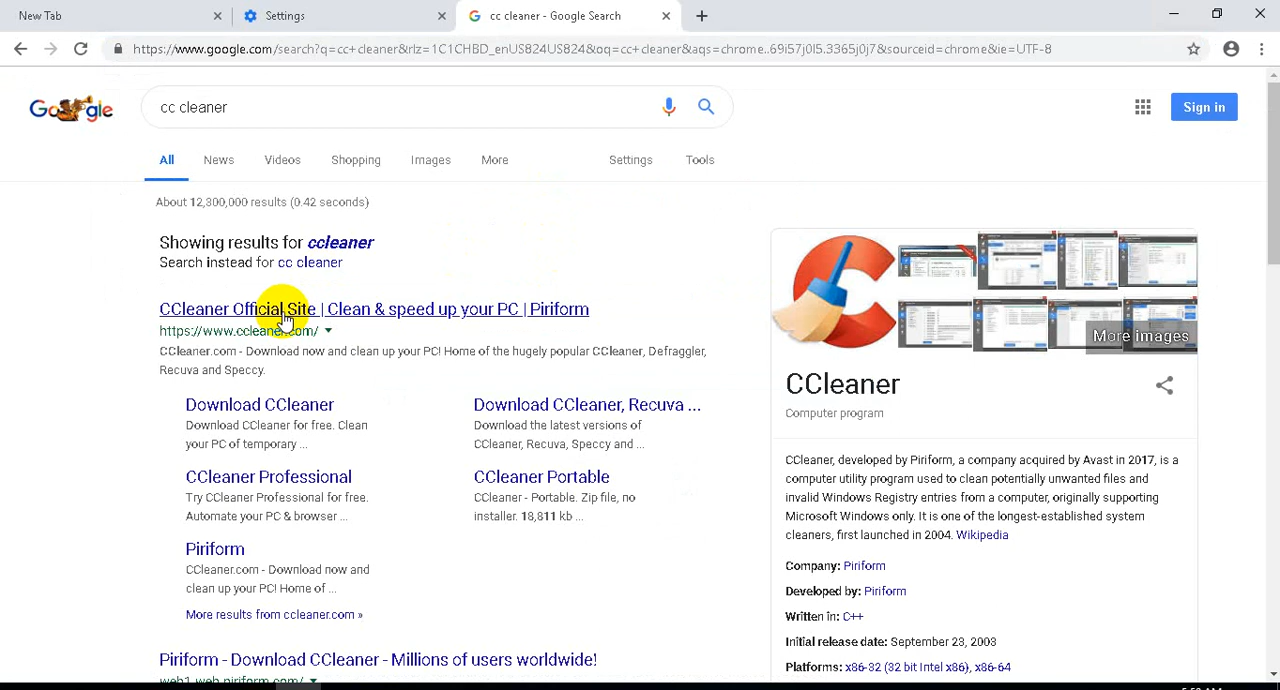 New Tab
Settings
cc cleaner - Google Search
https://www.google.com/search?q=cc+cleaner&rlz=1C1CHBD_enUS824US824&oq=cc+cleaner&aqs=chrome..69i57j0l5.3365j0j7&sourceid=chrome&ie=UTF-8
cc cleaner
Sign in
All News Videos Shopping Images More Settings Tools
About 12,300,000 results (0.42 seconds)
Showing results for ccleaner
Search instead for cc cleaner
CCleaner Official Site | Clean & speed up your PC | Piriform
https://www.ccleaner.com/
CCleaner.com - Download now and clean up your PC! Home of the hugely popular CCleaner, Defraggler,
Recuva and Speccy.
Download CCleaner
Download CCleaner for free. Clean
your PC of temporary ...
Download CCleaner, Recuva ...
Download the latest versions of
CCleaner, Recuva, Speccy and ...
CCleaner Professional
Try CCleaner Professional for free.
Automate your PC & browser ...
CCleaner Portable
CCleaner - Portable. Zip file, no
installer. 18,811 kb ...
Piriform
CCleaner.com - Download now and
clean up your PC! Home of ...
More results from ccleaner.com »
Piriform - Download CCleaner - Millions of users worldwide!
web1.web.piriform.com/
More images
CCleaner
Computer program
CCleaner, developed by Piriform, a company acquired by Avast in 2017, is a
computer utility program used to clean potentially unwanted files and
invalid Windows Registry entries from a computer, originally supporting
Microsoft Windows only. It is one of the longest-established system
cleaners, first launched in 2004. Wikipedia
Company: Piriform
Developed by: Piriform
Written in: C++
Initial release date: September 23, 2003
Platforms: x86-32 (32 bit Intel x86), x86-64